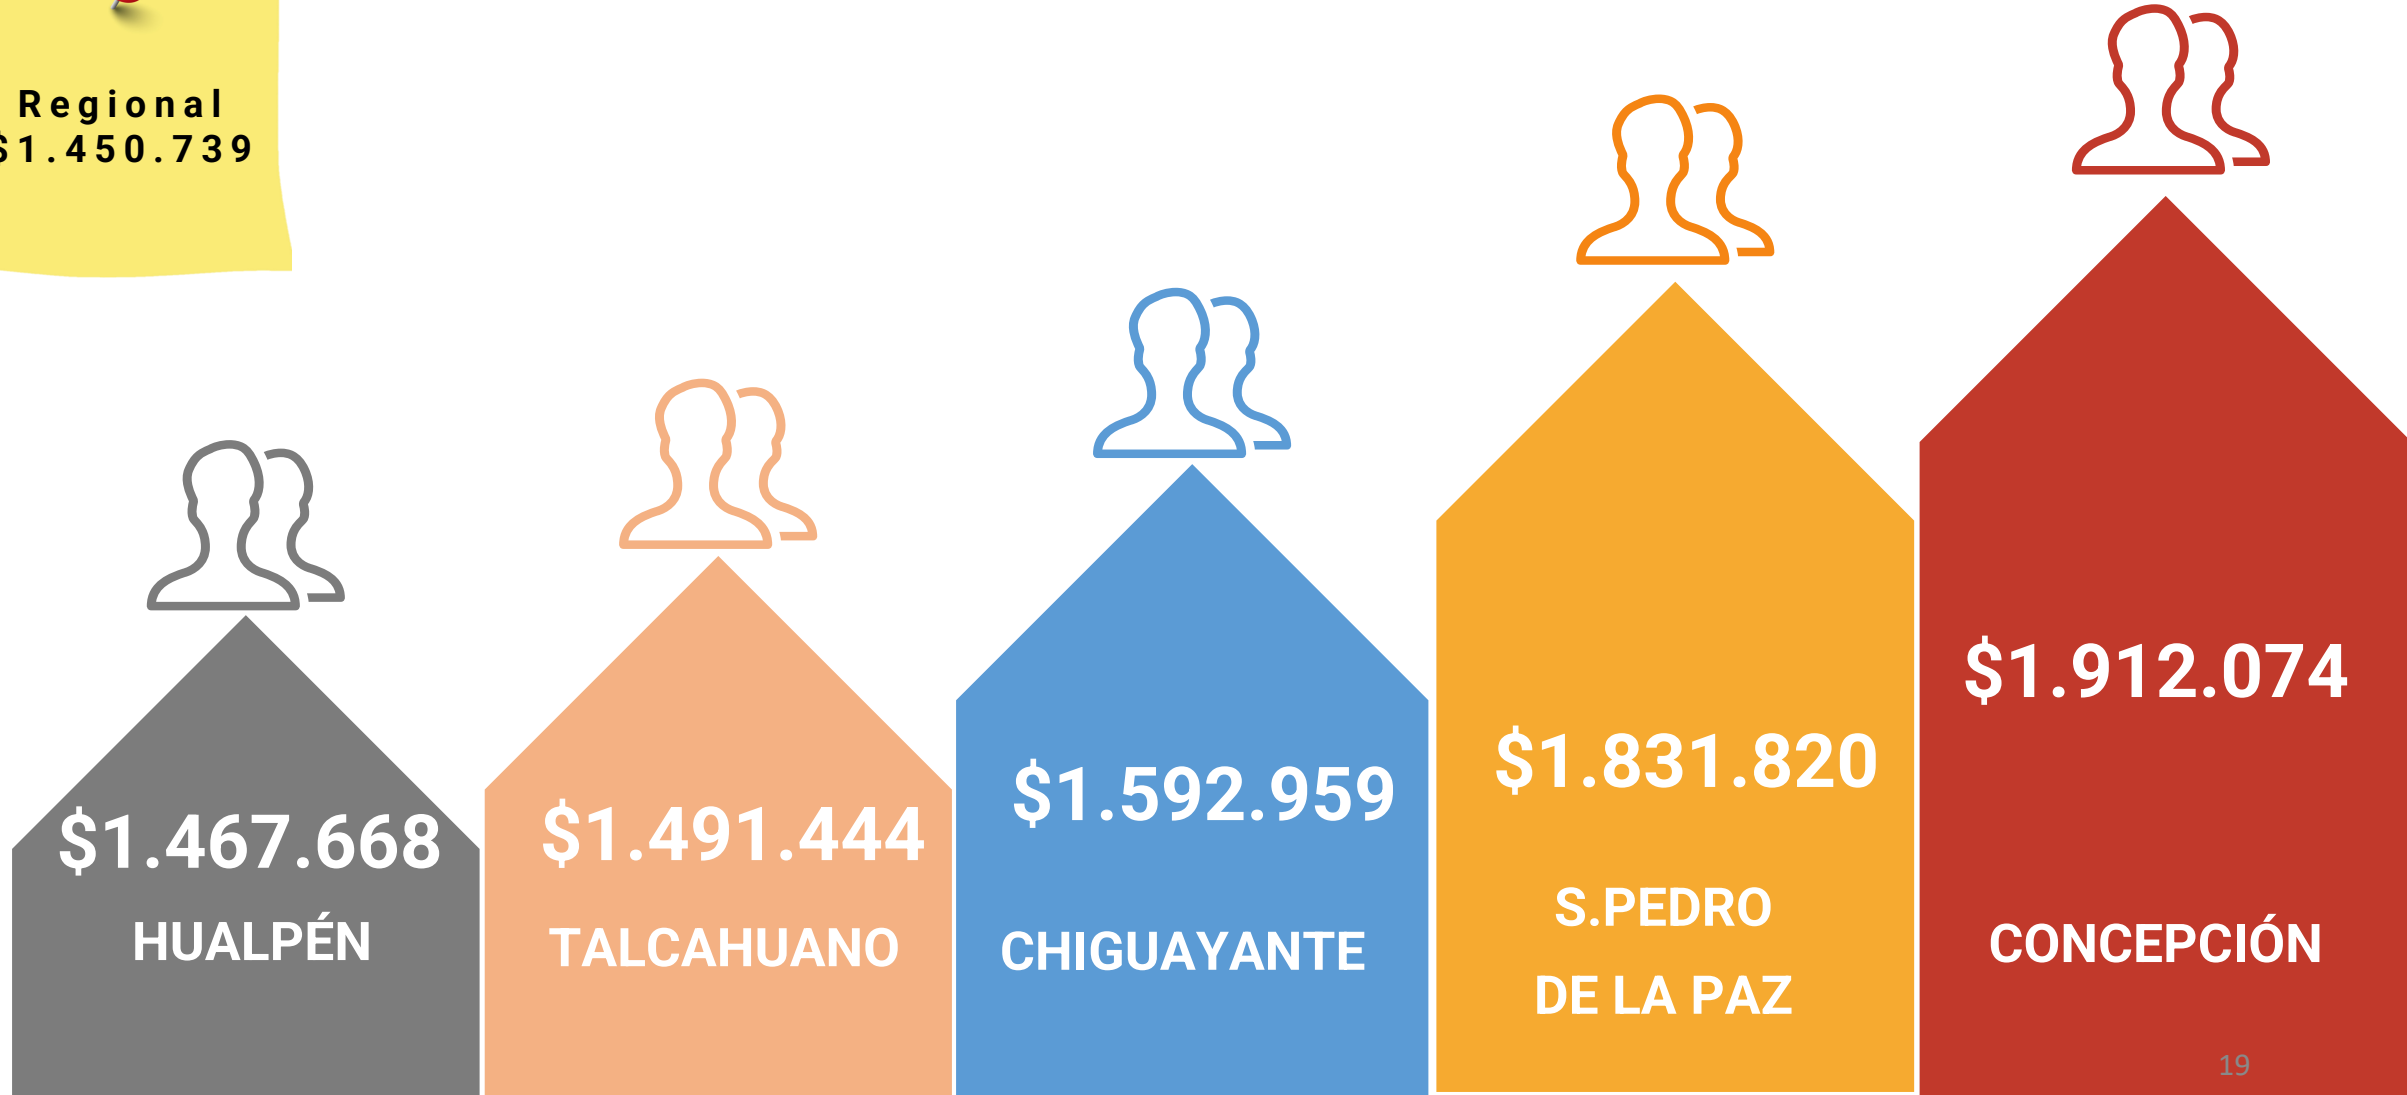 Regional
$1.450.739
$1.467.668
HUALPÉN
$1.491.444
TALCAHUANO
$1.592.959
CHIGUAYANTE
$1.831.820
S.PEDRO
DE LA PAZ
$1.912.074
CONCEPCIÓN
19